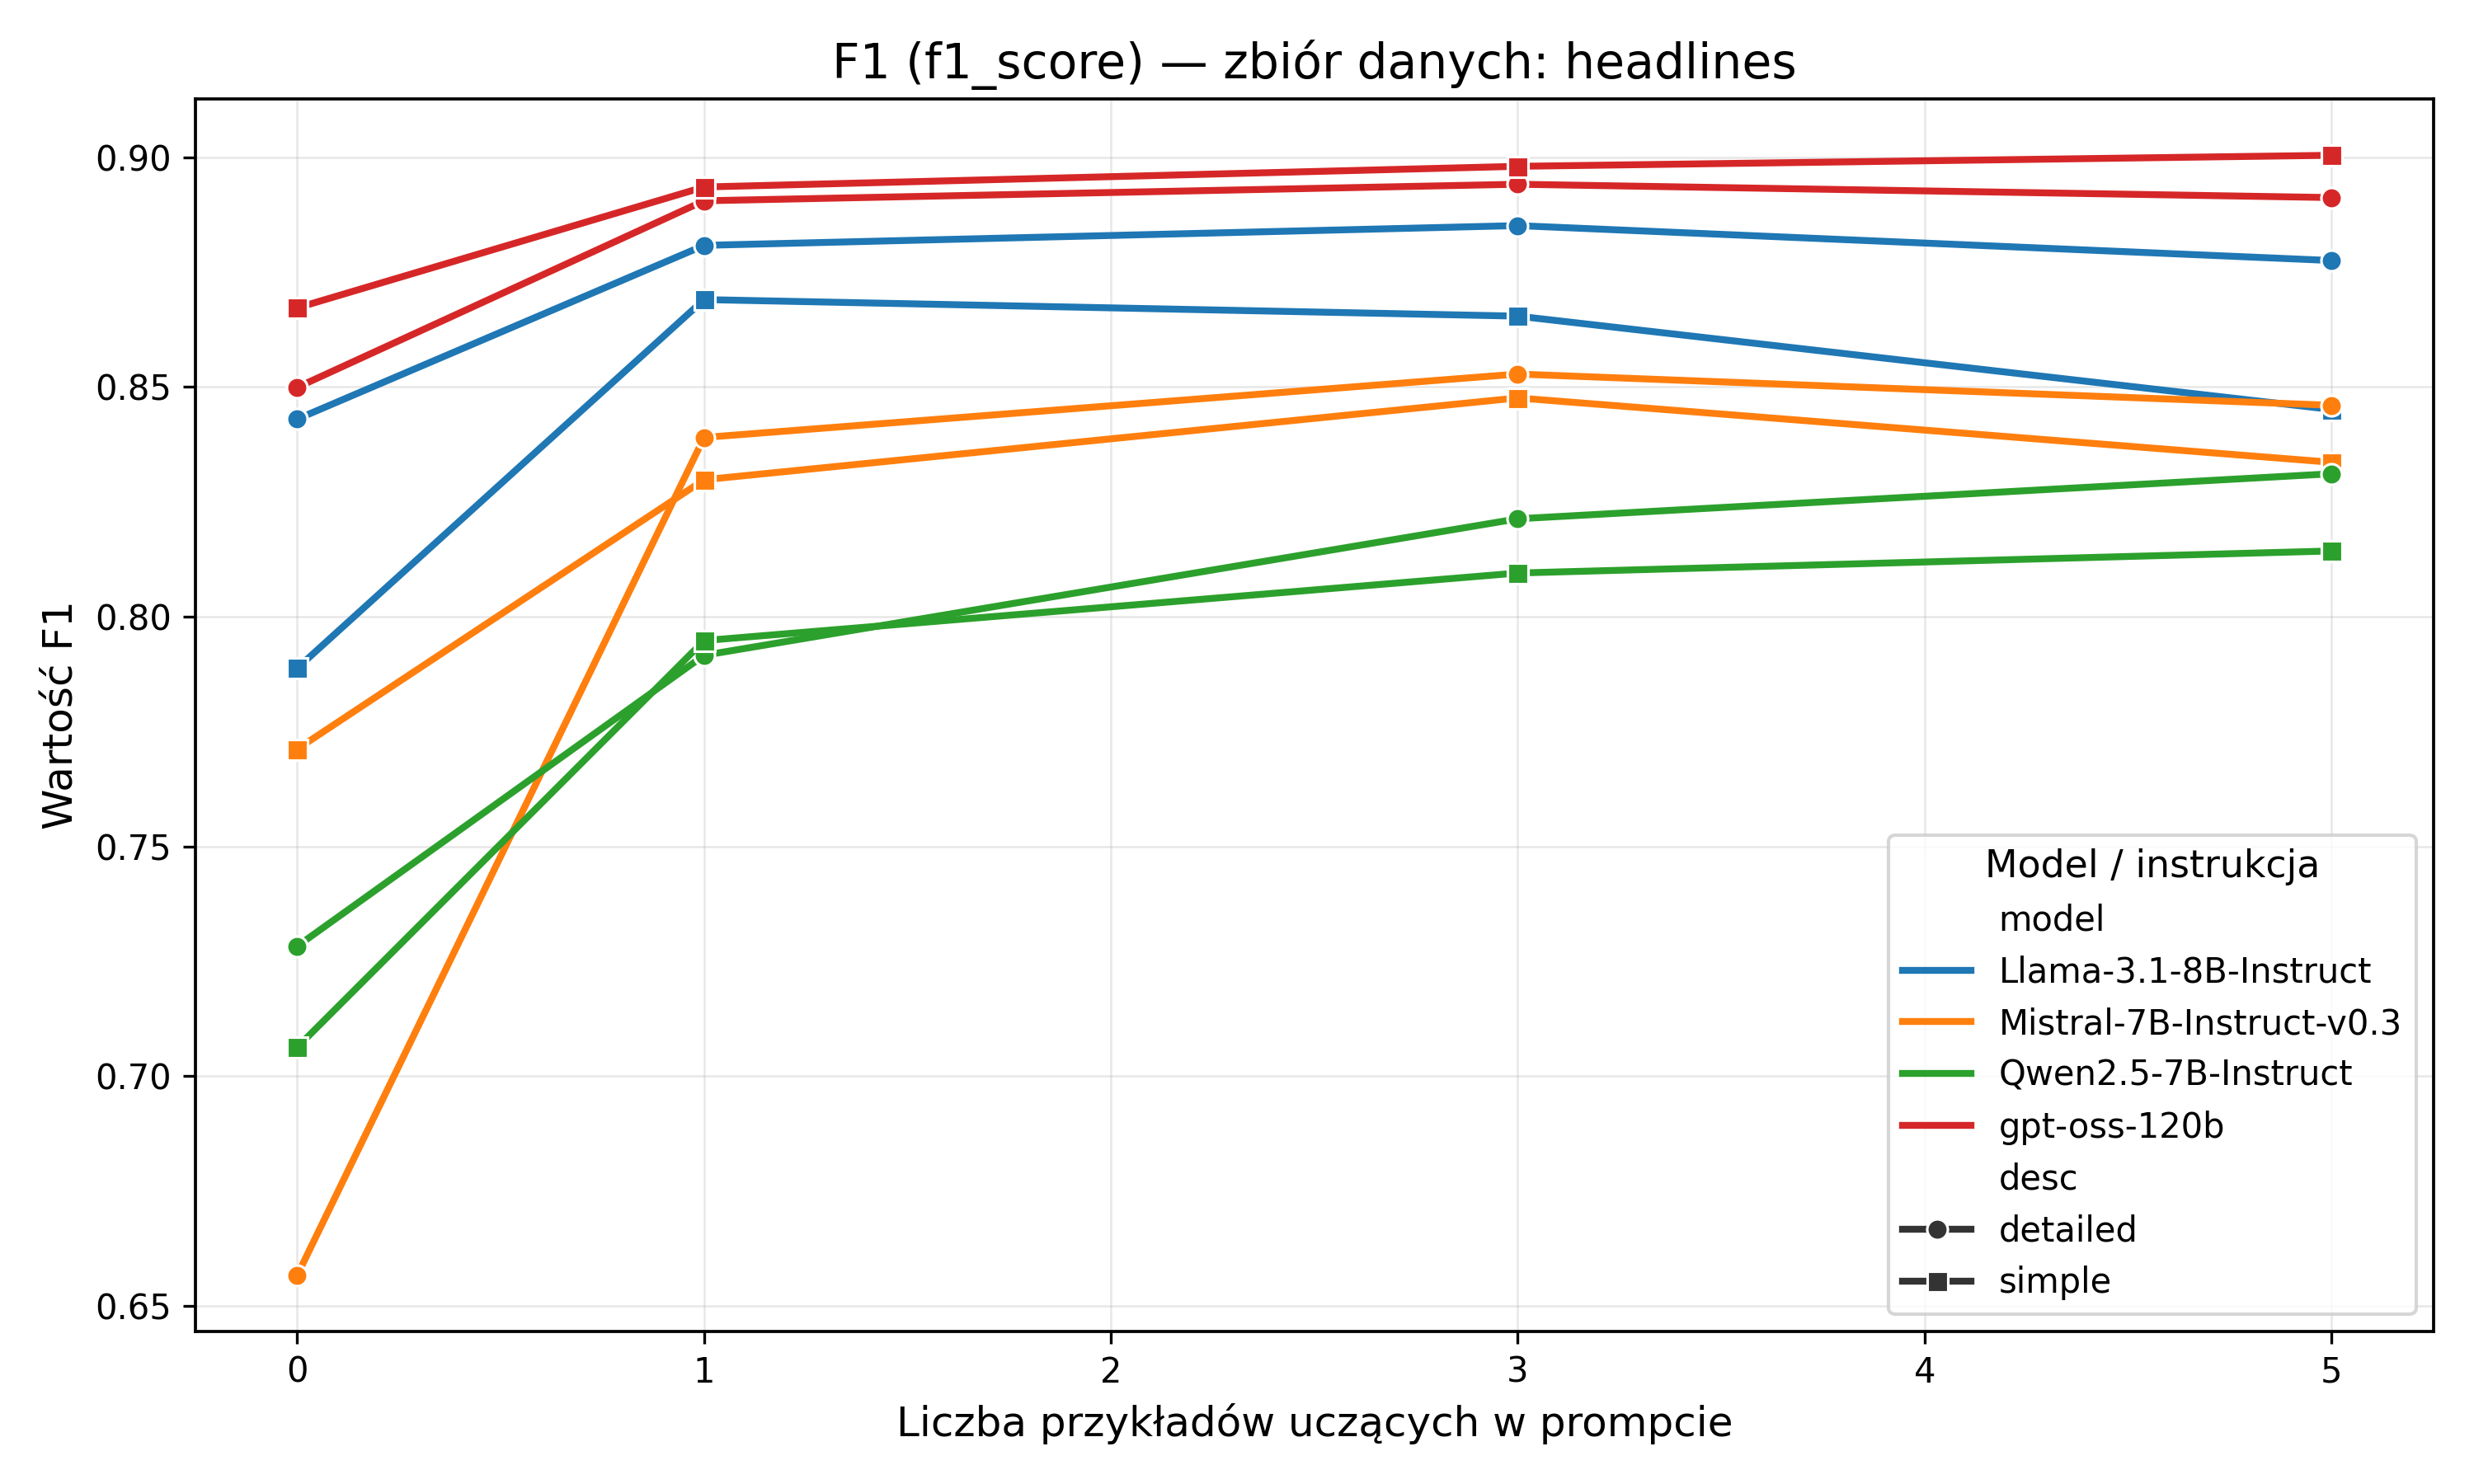 F1 (f1_score) — zbiór danych: headlines
Wartość F1
0.90
0.85
0.80
0.75
0.70
0.65
0
1
2
3
4
5
Liczba przykładów uczących w prompcie
Model / instrukcja
model
Llama-3.1-8B-Instruct
Mistral-7B-Instruct-v0.3
Qwen2.5-7B-Instruct
gpt-oss-120b
desc
detailed
simple